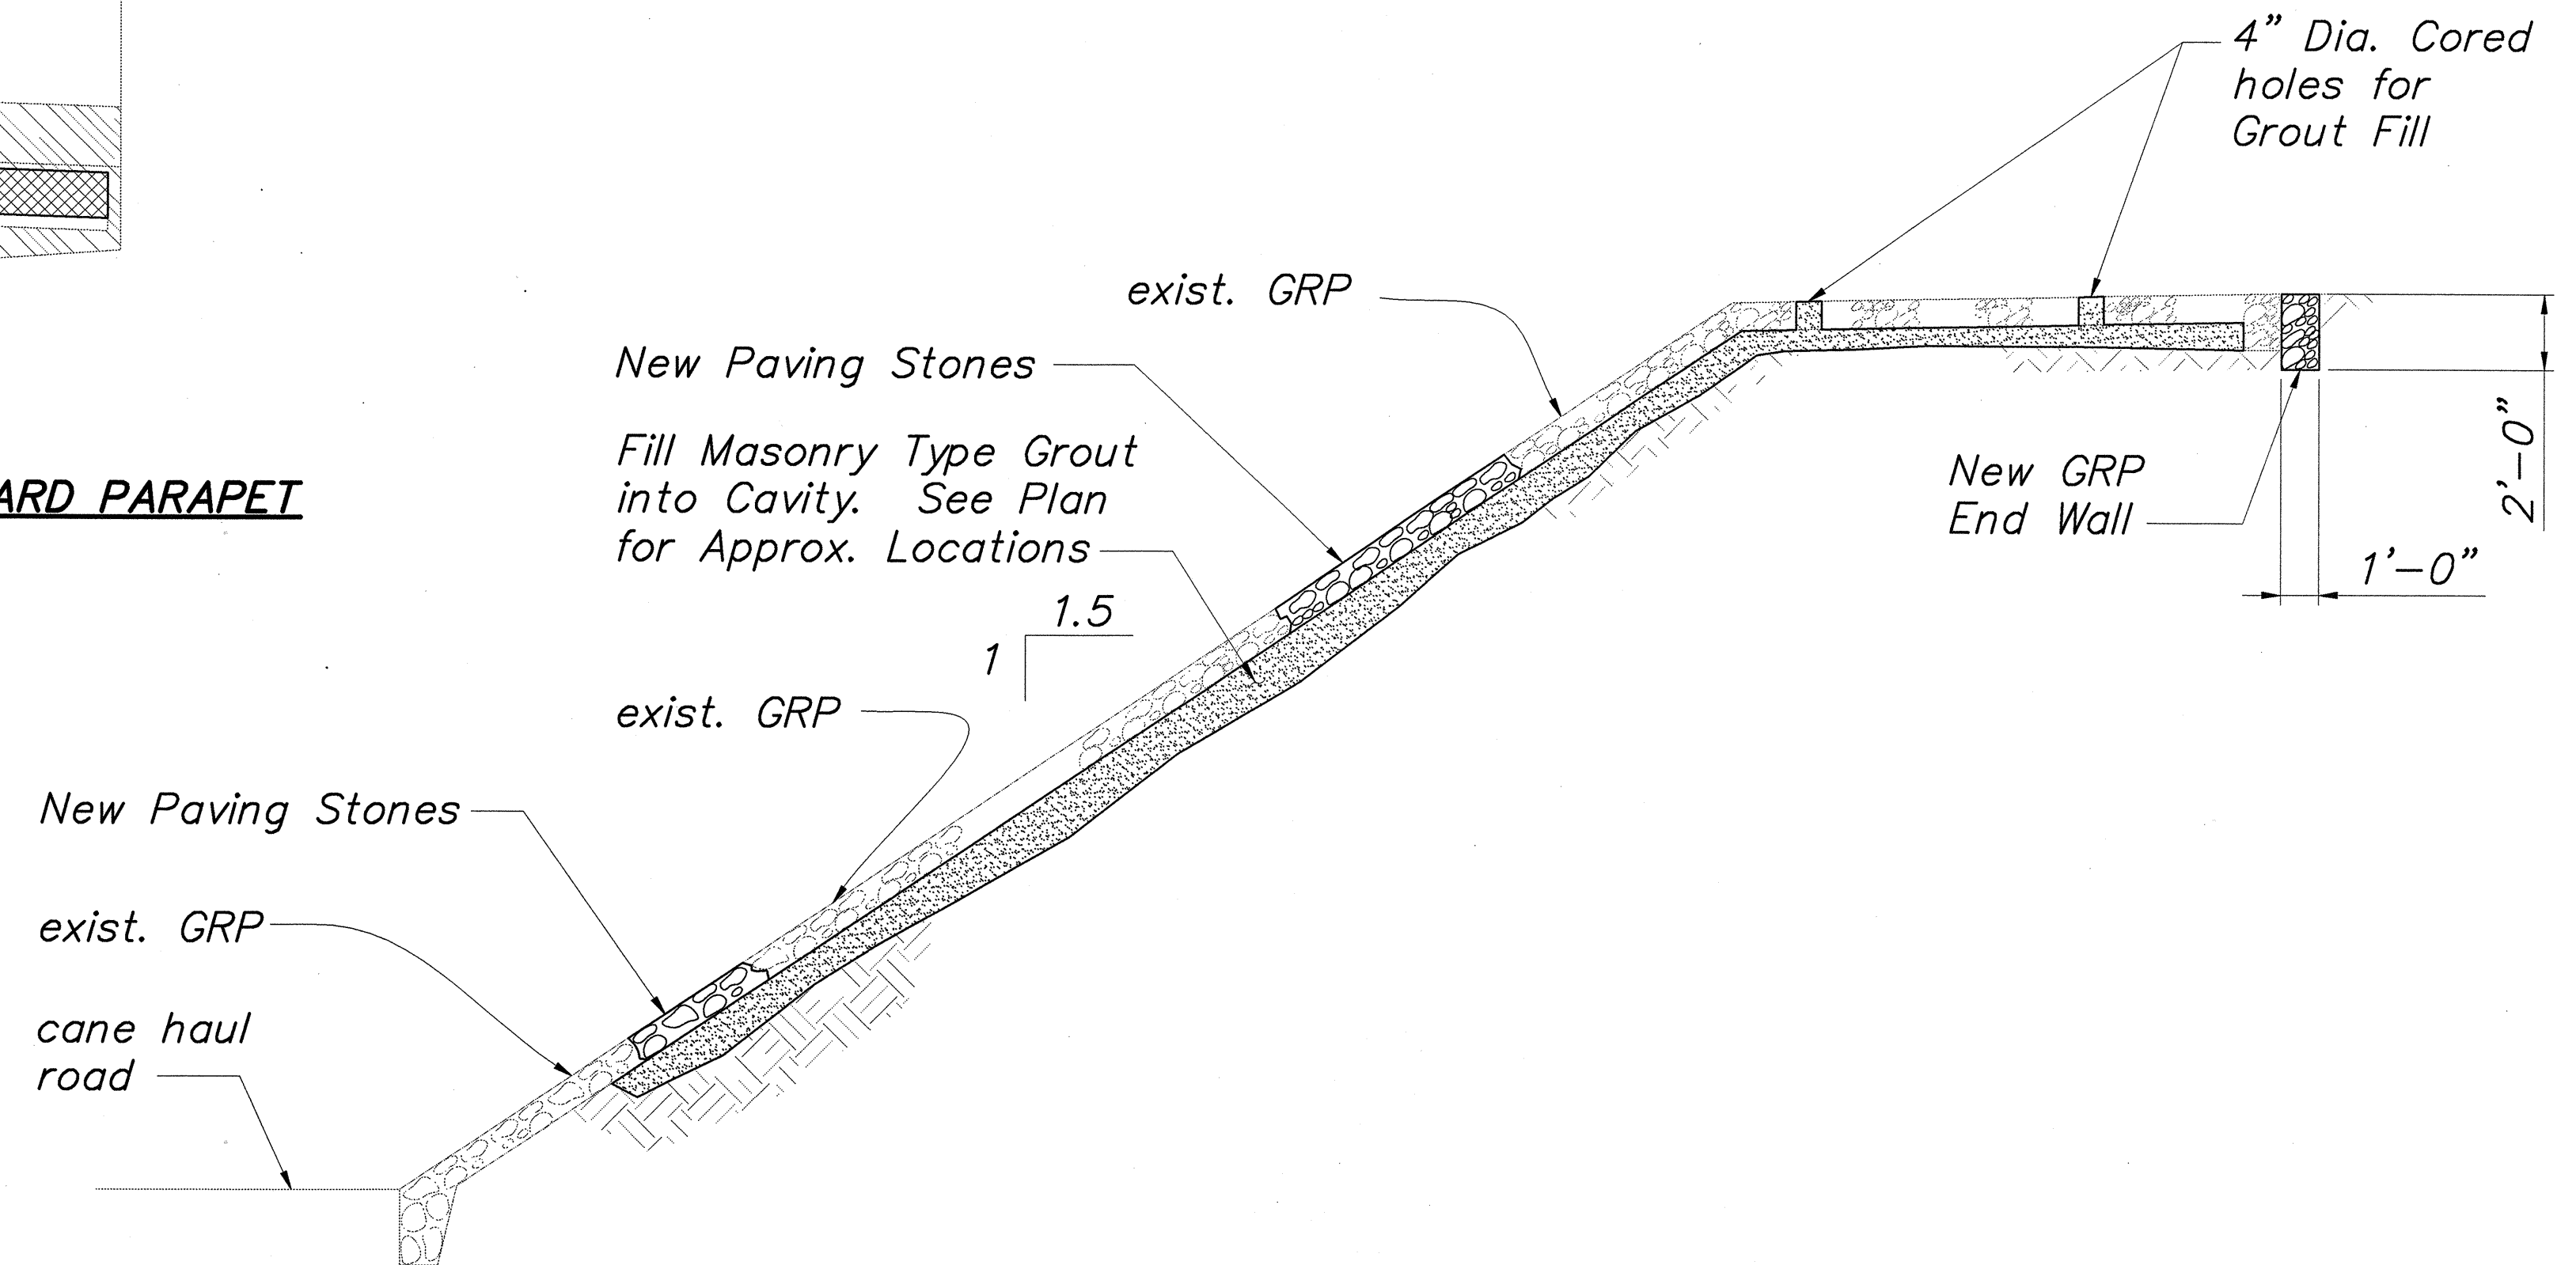 4” Dia. Cored
holes for
Grout Fill
exist. GRP
New Paving Stones
Fill Masonry Type Grout
into Cavity. See Plan
for Approx. Locations
ARD PARAPET
New GRP
End Wall
2’-0”
1’-0”
1.5
1
exist. GRP
New Paving Stones
exist. GRP
cane haul
road